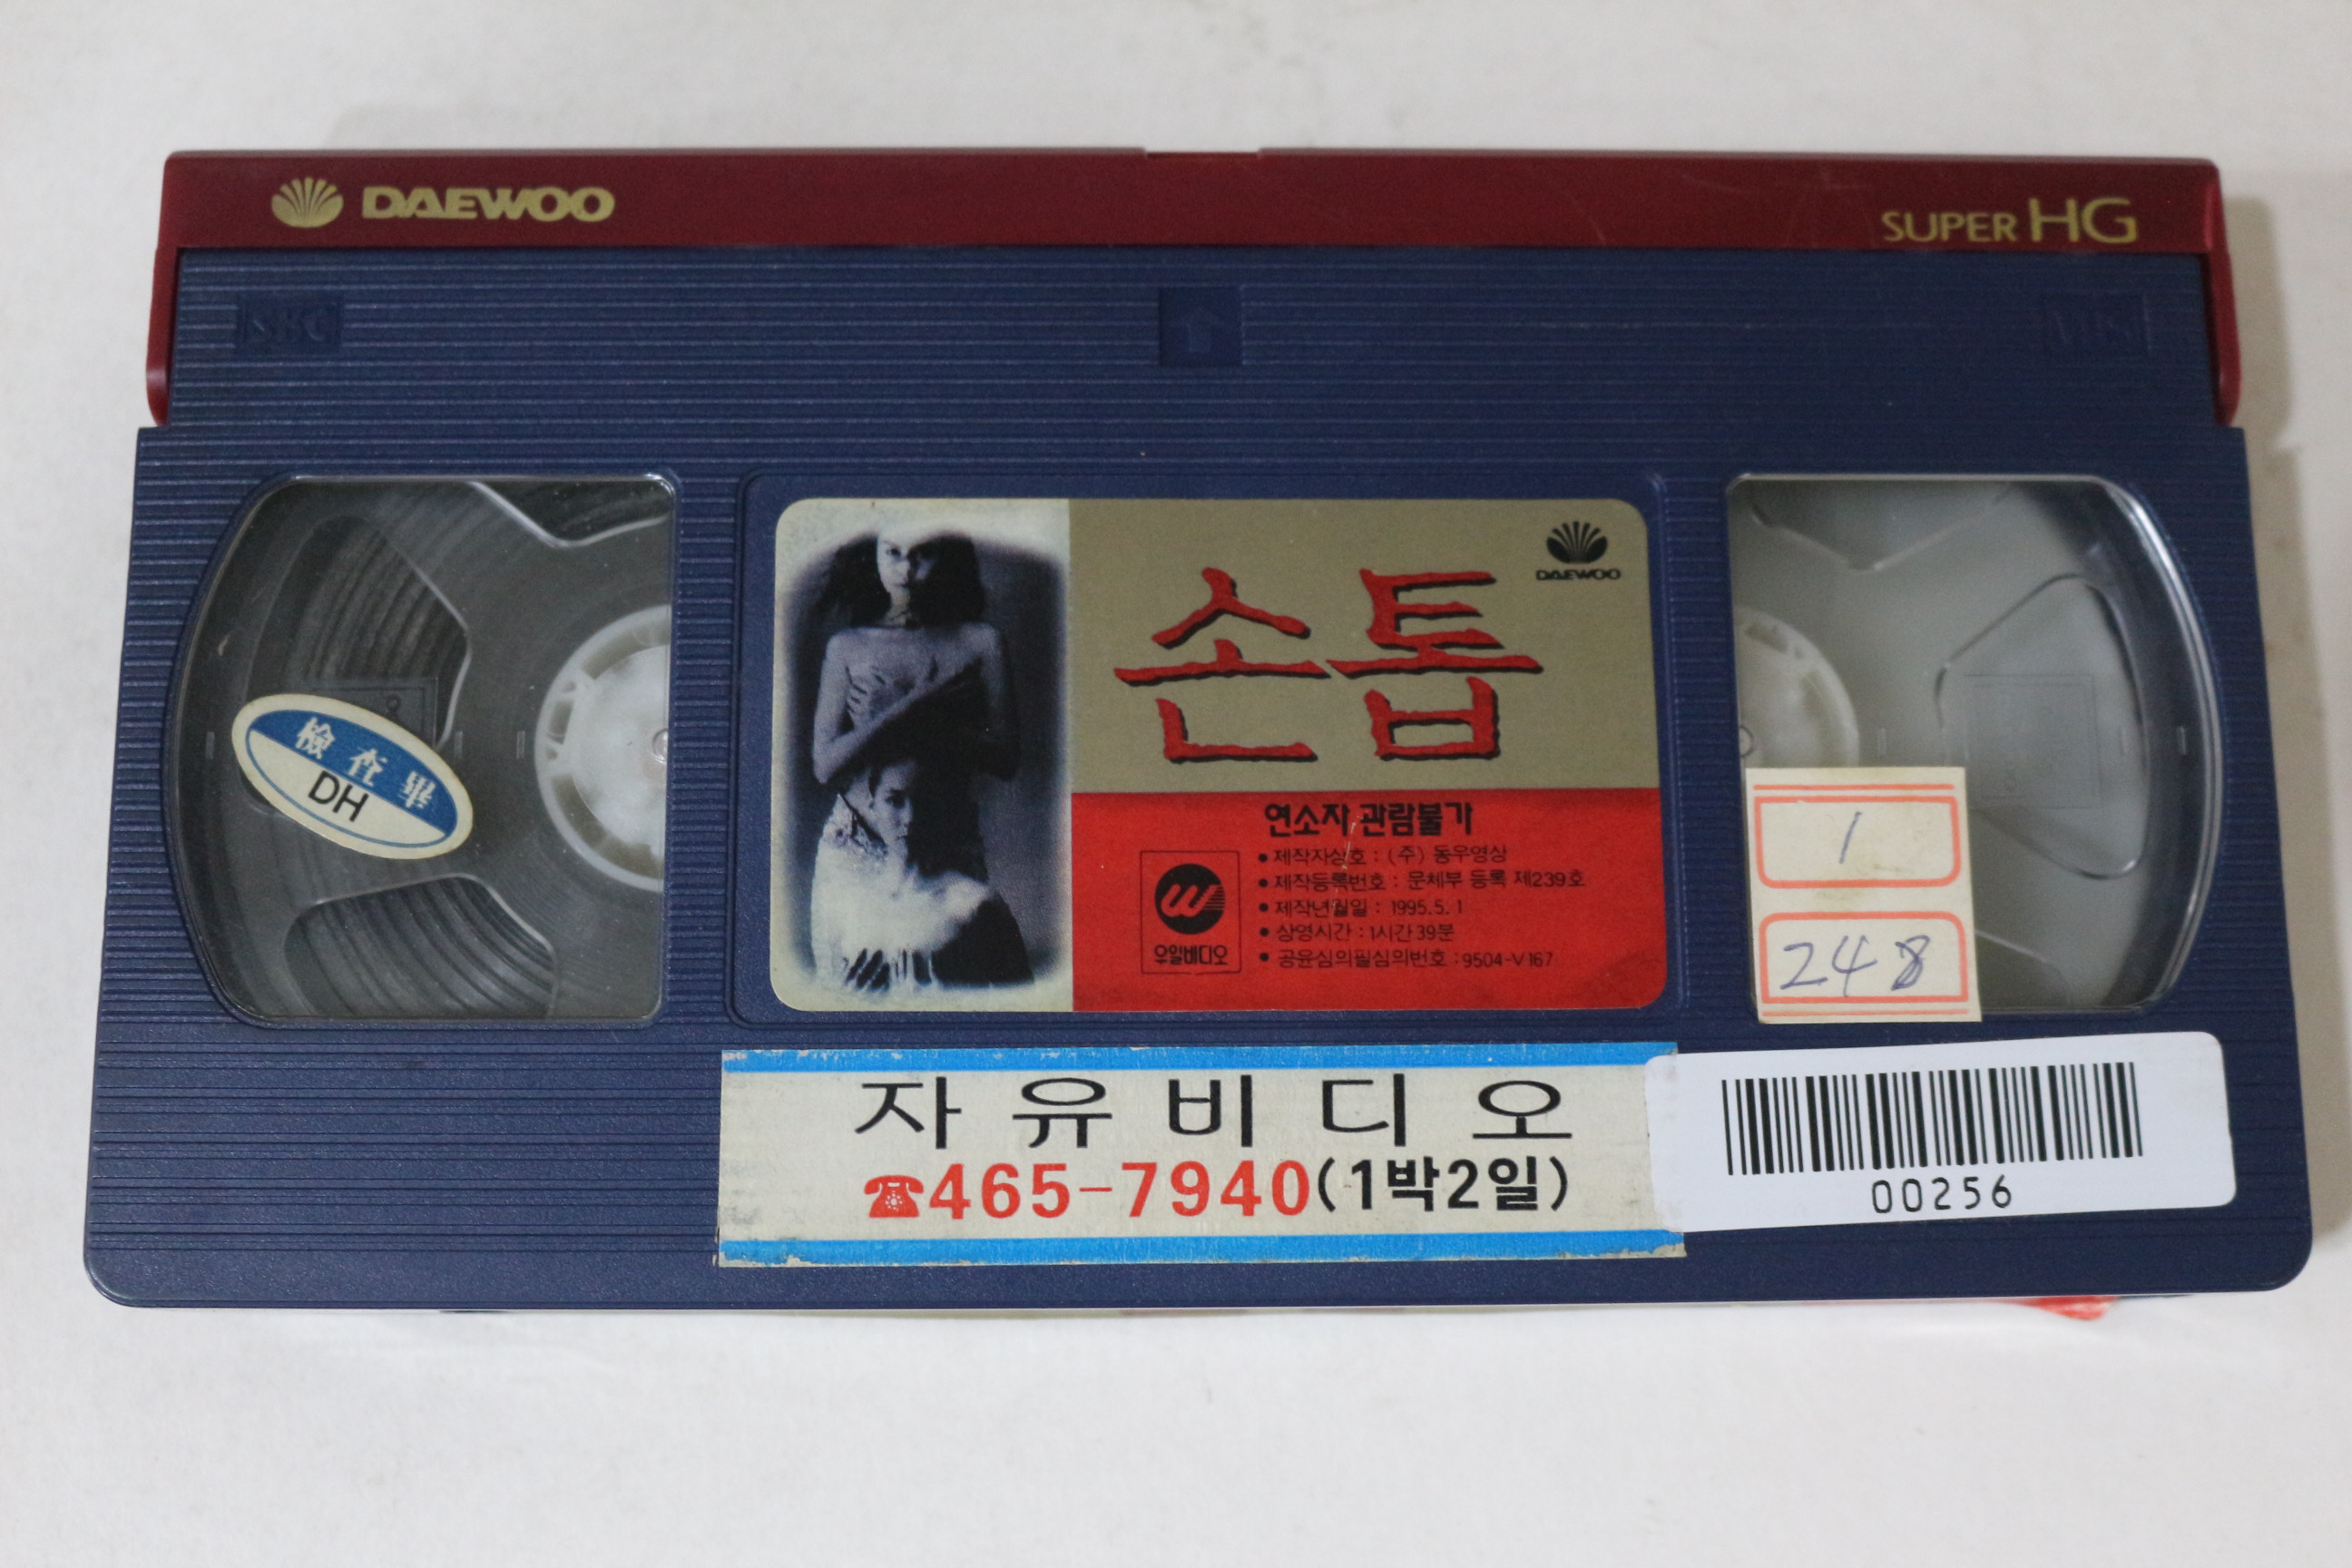 DAEWOO
SUPER HG
檢查畢
DH
DAEWOO
손톱
연소자 관람불가
• 제작자상호 : (주) 동우영상
• 제작등록번호 : 문체부 등록 제239호
• 제작년월일 : 1995.5.1
• 상영시간 : 1시간 39분
• 공윤심의필심의번호 : 9504-V167
우일비디오
1
248
자유비디오
☎465-7940(1박2일)
00256